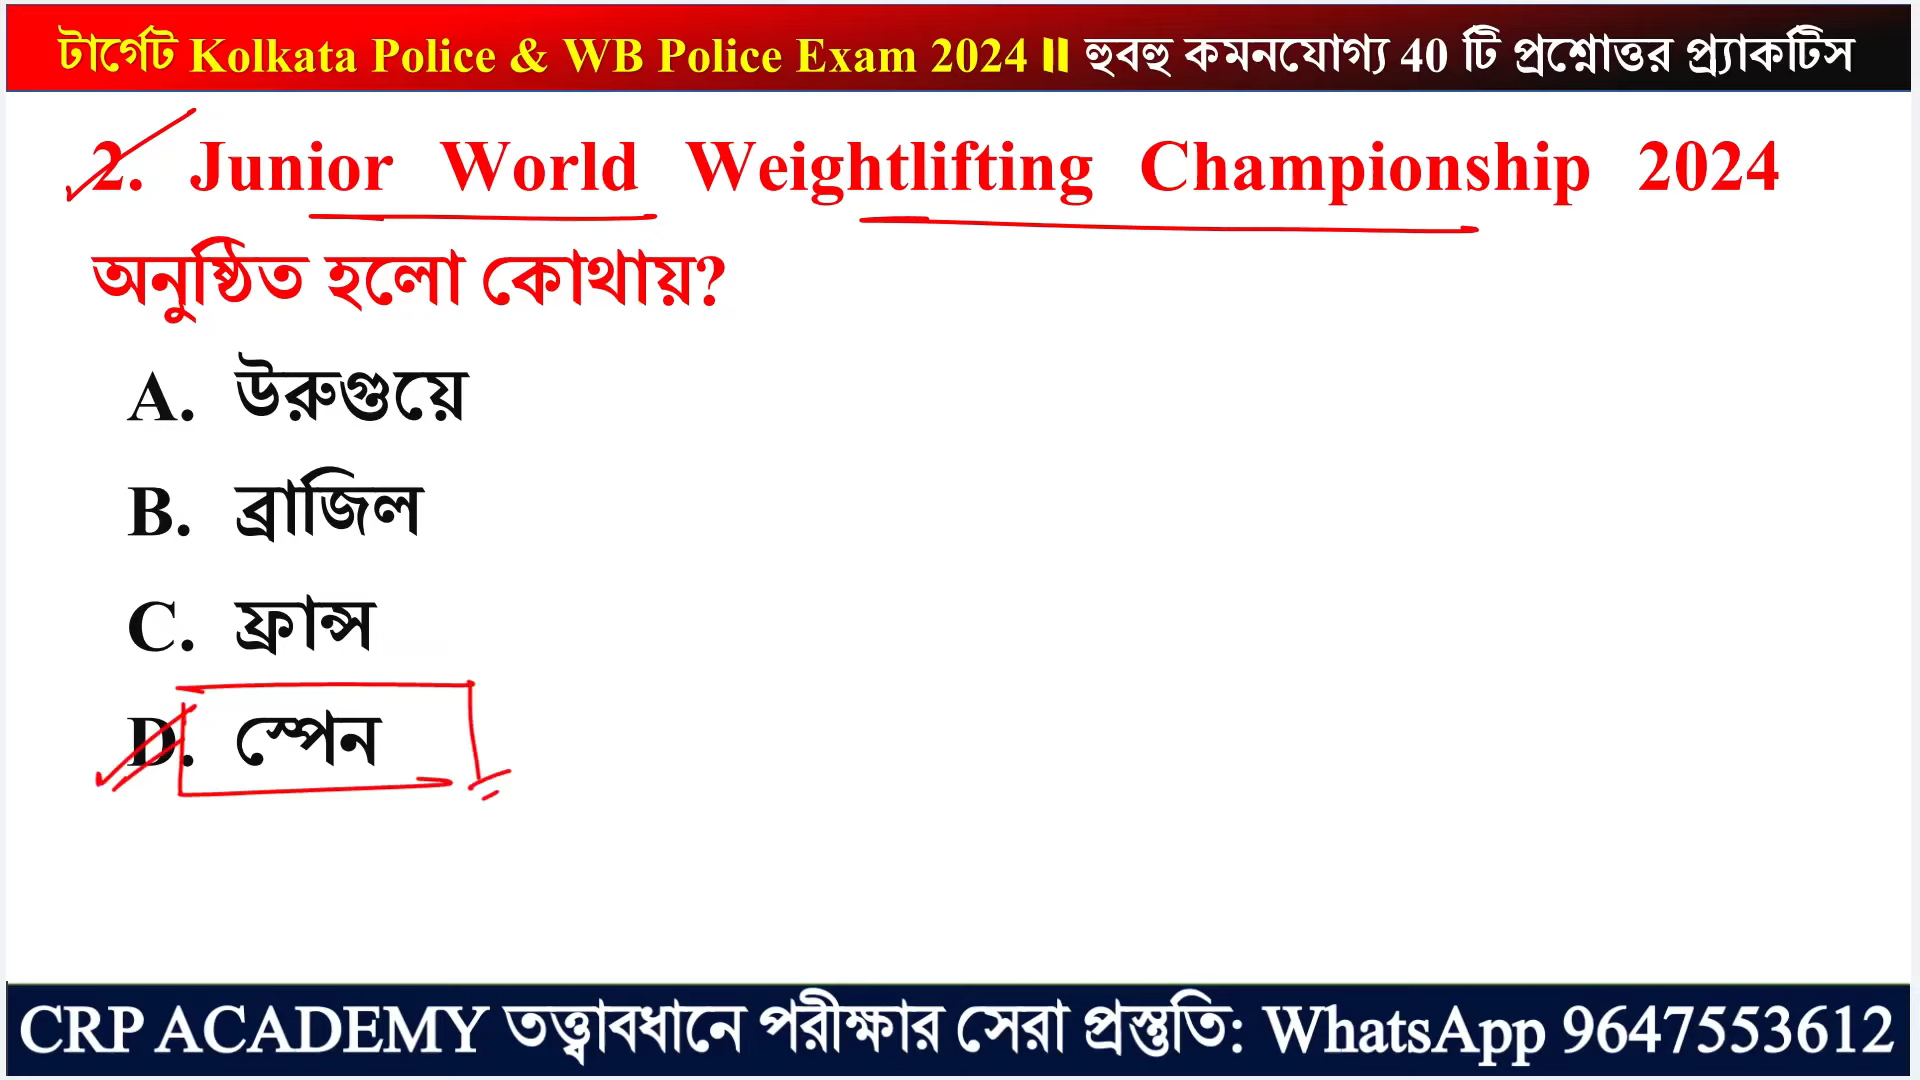 টার্গেট Kolkata Police & WB Police Exam 2024 ॥ হুবহু কমনযোগ্য 40 টি প্রশ্নোত্তর প্র্যাকটিস
2. Junior World Weightlifting Championship 2024
অনুষ্ঠিত হলো কোথায়?
A. উরুগুয়ে
B. ব্রাজিল
C. ফ্রান্স
D. স্পেন
CRP ACADEMY তত্ত্বাবধানে পরীক্ষার সেরা প্রস্তুতি: WhatsApp 9647553612